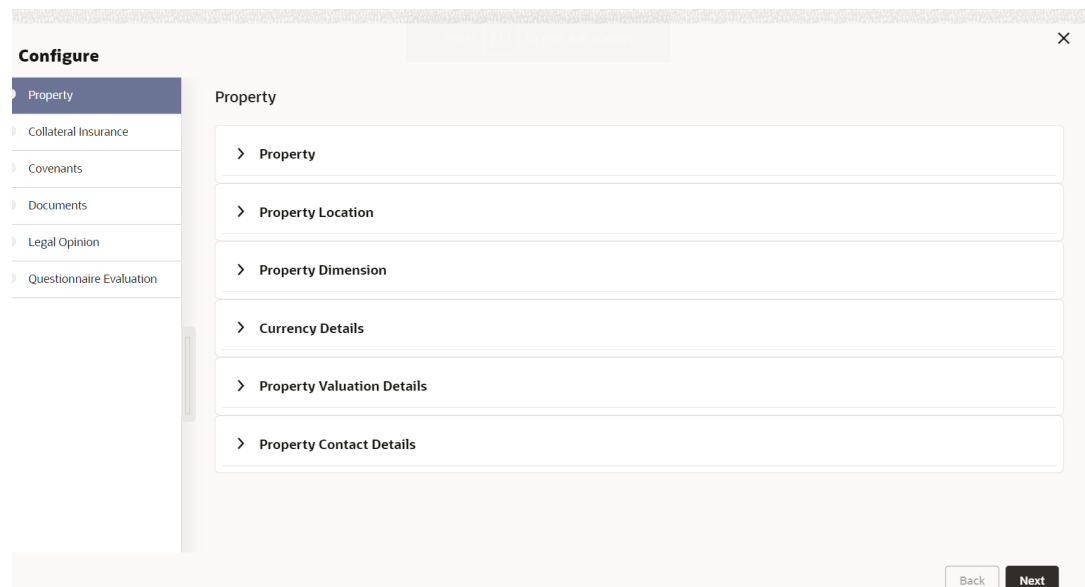 Configure
Property
Collateral Insurance
Covenants
Documents
Legal Opinion
Questionnaire Evaluation
Property
Property
Property Location
Property Dimension
Currency Details
Property Valuation Details
Property Contact Details
Back
Next